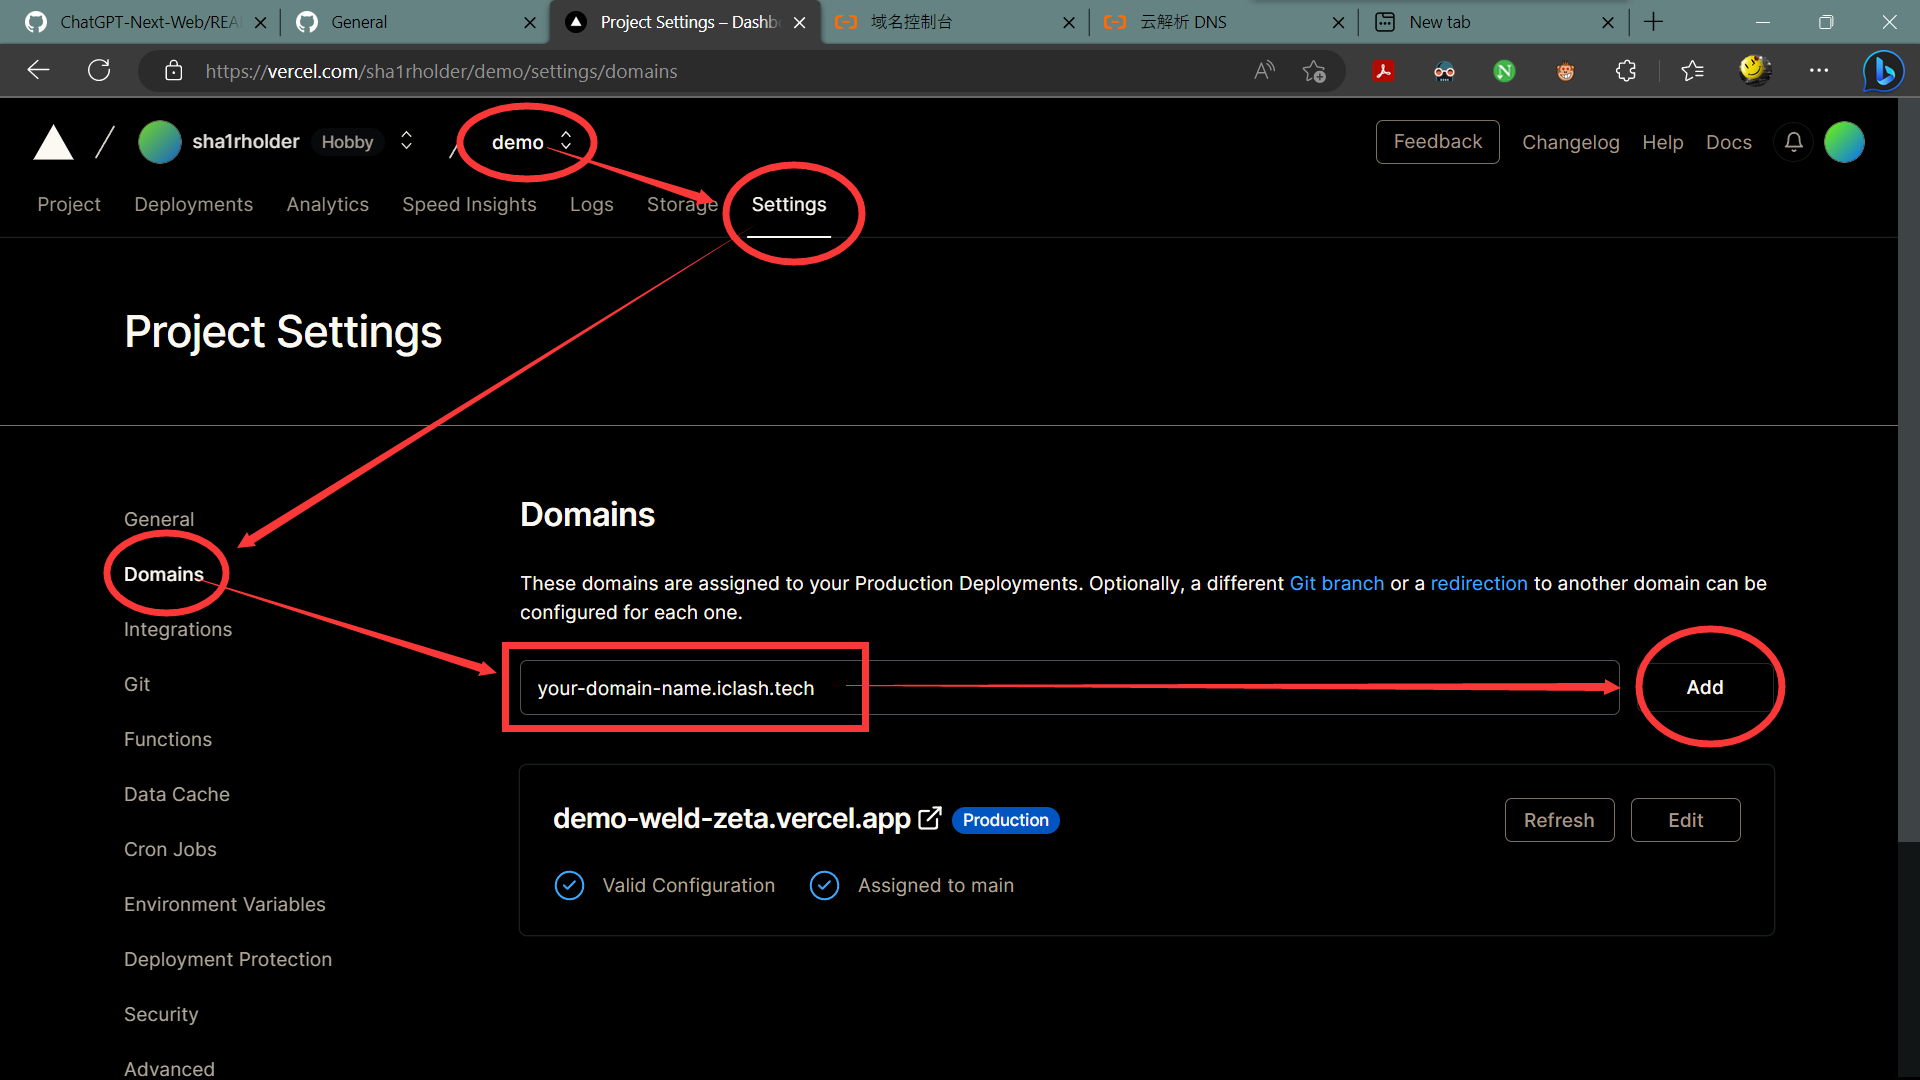 ChatGPT-Next-Web/REA
General
Project Settings – Dashb
域名控制台
云解析 DNS
New tab
https://vercel.com/sha1rholder/demo/settings/domains
sha1rholder
Hobby
demo
Feedback
Changelog
Help
Docs
Project
Deployments
Analytics
Speed Insights
Logs
Storage
Settings
Project Settings
General
Domains
Integrations
Git
Functions
Data Cache
Cron Jobs
Environment Variables
Deployment Protection
Security
Advanced
Domains
These domains are assigned to your Production Deployments. Optionally, a different Git branch or a redirection to another domain can be
configured for each one.
your-domain-name.iclash.tech
Add
demo-weld-zeta.vercel.app
Production
Refresh
Edit
Valid Configuration
Assigned to main